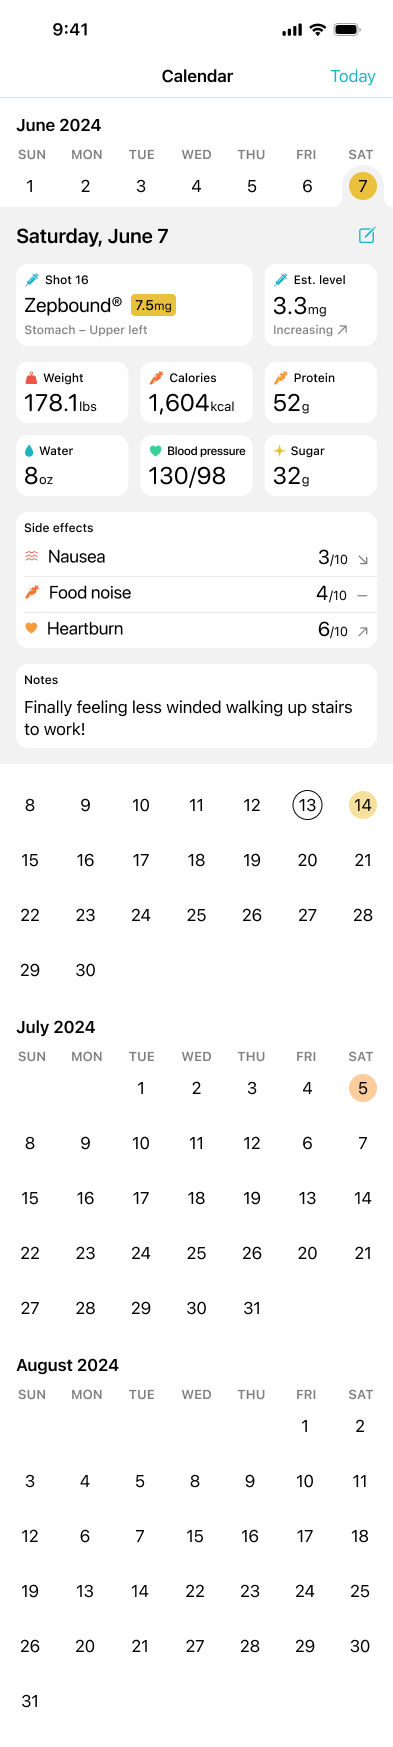 9:41
Calendar Today
June 2024
SUN MON TUE WED THU FRI SAT
1 2 3 4 5 6 7
Saturday, June 7
Shot 16 Est. level
Zepbound® 7.5mg 3.3mg
Stomach – Upper left Increasing ↗
Weight Calories Protein
178.1lbs 1,604kcal 52g
Water Blood pressure Sugar
8oz 130/98 32g
Side effects
Nausea 3/10 ↘
Food noise 4/10 –
Heartburn 6/10 ↗
Notes
Finally feeling less winded walking up stairs
to work!
8 9 10 11 12 13 14
15 16 17 18 19 20 21
22 23 24 25 26 27 28
29 30
July 2024
SUN MON TUE WED THU FRI SAT
1 2 3 4 5
8 9 10 11 12 6 7
15 16 17 18 19 13 14
22 23 24 25 26 20 21
27 28 29 30 31
August 2024
SUN MON TUE WED THU FRI SAT
1 2
3 4 5 8 9 10 11
12 6 7 15 16 17 18
19 13 14 22 23 24 25
26 20 21 27 28 29 30
31